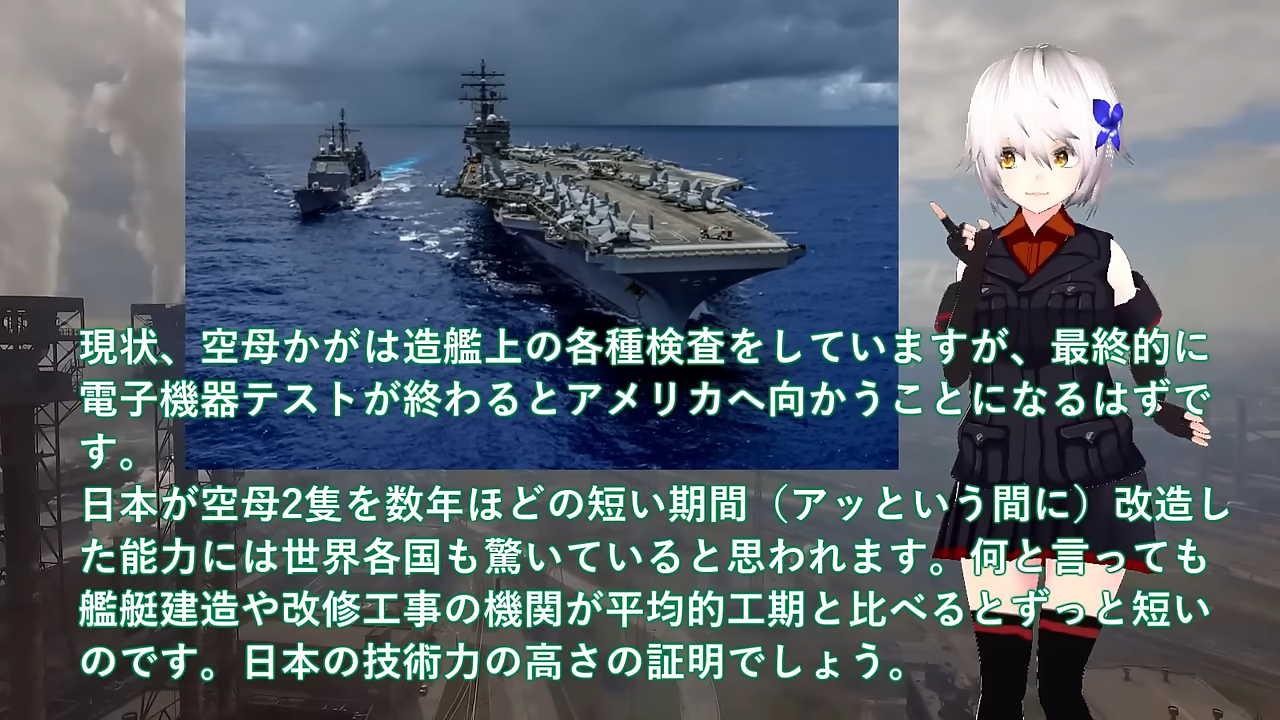 現状、空母かがは造艦上の各種検査をしていますが、最終的に
電子機器テストが終わるとアメリカへ向かうことになるはずで
す。
日本が空母2隻を数年ほどの短い期間（アッという間に）改造し
た能力には世界各国も驚いていると思われます。何と言っても
艦艇建造や改修工事の機関が平均的工期と比べるとずっと短い
のです。日本の技術力の高さの証明でしょう。